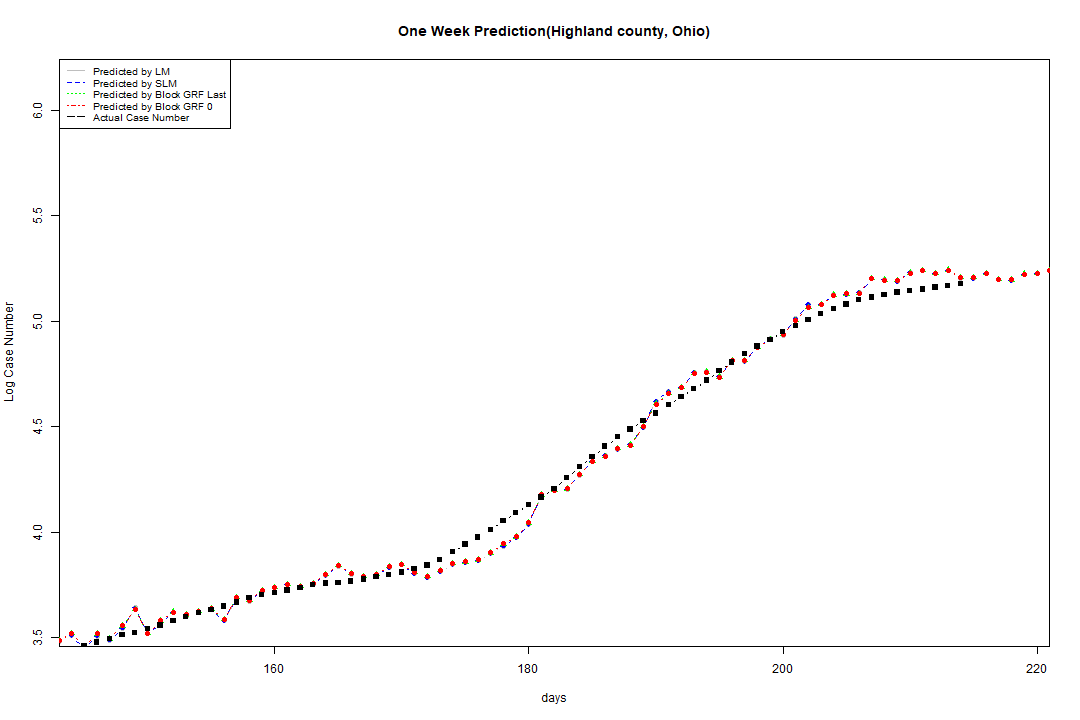 One Week Prediction(Highland county, Ohio)
Predicted by LM
Predicted by SLM
Predicted by Block GRF Last
Predicted by Block GRF 0
Actual Case Number
6.0
5.5
5.0
4.5
4.0
3.5
Log Case Number
160
180
200
220
days